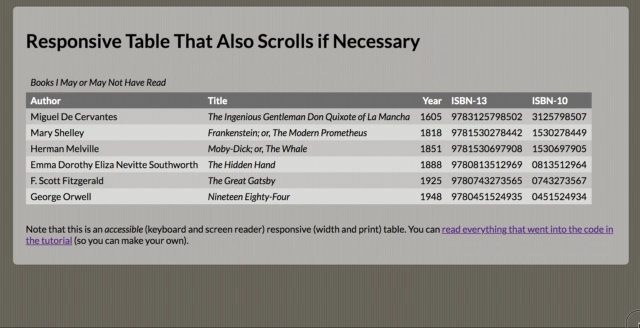 Responsive Table That Also Scrolls if Necessary
Books I May or May Not Have Read
Author Title Year ISBN-13 ISBN-10
Miguel De Cervantes The Ingenious Gentleman Don Quixote of La Mancha 1605 9783125798502 3125798507
Mary Shelley Frankenstein; or, The Modern Prometheus 1818 9781530278442 1530278449
Herman Melville Moby-Dick; or, The Whale 1851 9781530697908 1530697905
Emma Dorothy Eliza Nevitte Southworth The Hidden Hand 1888 9780813512969 0813512964
F. Scott Fitzgerald The Great Gatsby 1925 9780743273565 0743273567
George Orwell Nineteen Eighty-Four 1948 9780451524935 0451524934
Note that this is an accessible (keyboard and screen reader) responsive (width and print) table. You can read everything that went into the code in
the tutorial (so you can make your own).